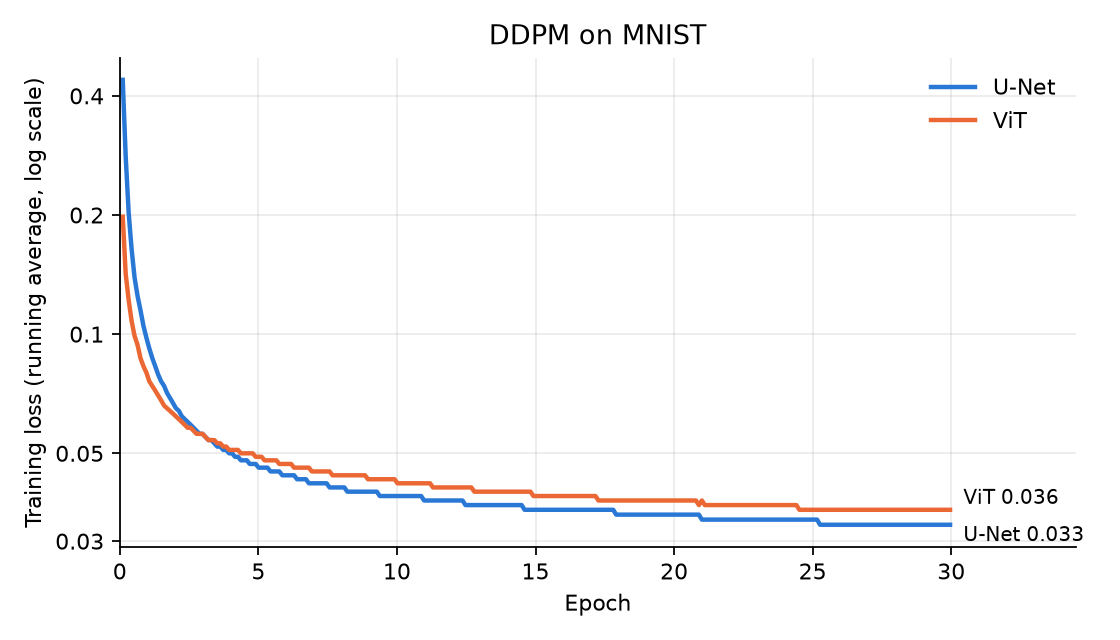 DDPM on MNIST
Training loss (running average, log scale)
0.4
0.2
0.1
0.05
0.03
U-Net
ViT
ViT 0.036
U-Net 0.033
0 5 10 15 20 25 30
Epoch